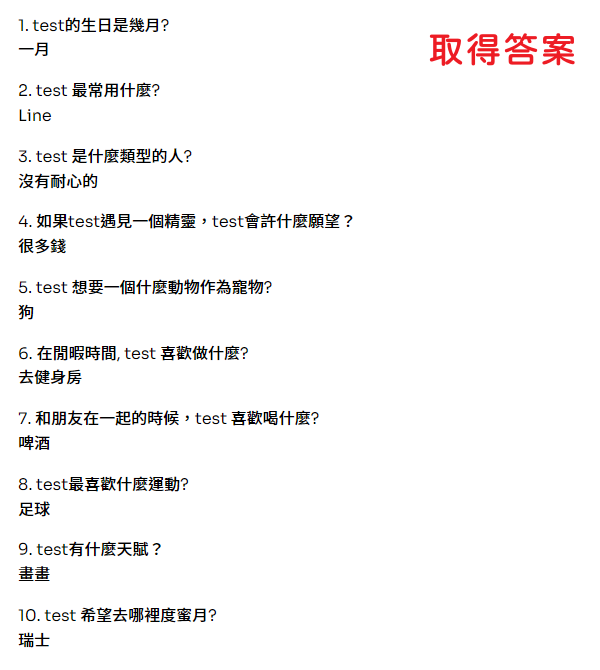 取得答案
1. test的生日是幾月?
一月
2. test 最常用什麼?
Line
3. test 是什麼類型的人?
沒有耐心的
4. 如果test遇見一個精靈，test會許什麼願望？
很多錢
5. test 想要一個什麼動物作為寵物?
狗
6. 在閒暇時間, test 喜歡做什麼?
去健身房
7. 和朋友在一起的時候，test 喜歡喝什麼?
啤酒
8. test最喜歡什麼運動?
足球
9. test有什麼天賦？
畫畫
10. test 希望去哪裡度蜜月?
瑞士